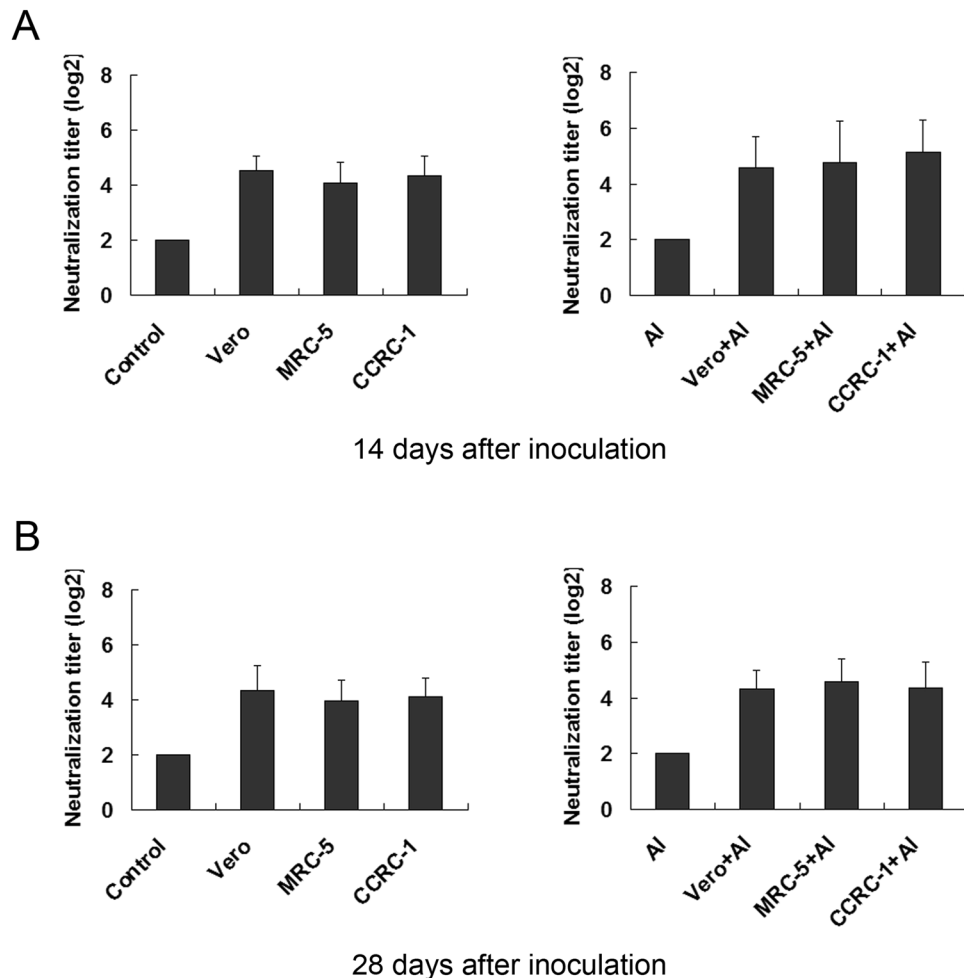 A
Neutralization titer (log2]
8
6
4
2
0
Control
Vero
MRC-5
CCRC-1
Neutralization titer (log2]
8
6
4
2
0
Al
Vero+Al
MRC-5+Al
CCRC-1+Al
14 days after inoculation
B
Neutralization titer (log2]
8
6
4
2
0
Control
Vero
MRC-5
CCRC-1
Neutralization titer (log2]
8
6
4
2
0
Al
Vero+Al
MRC-5+Al
CCRC-1+Al
28 days after inoculation